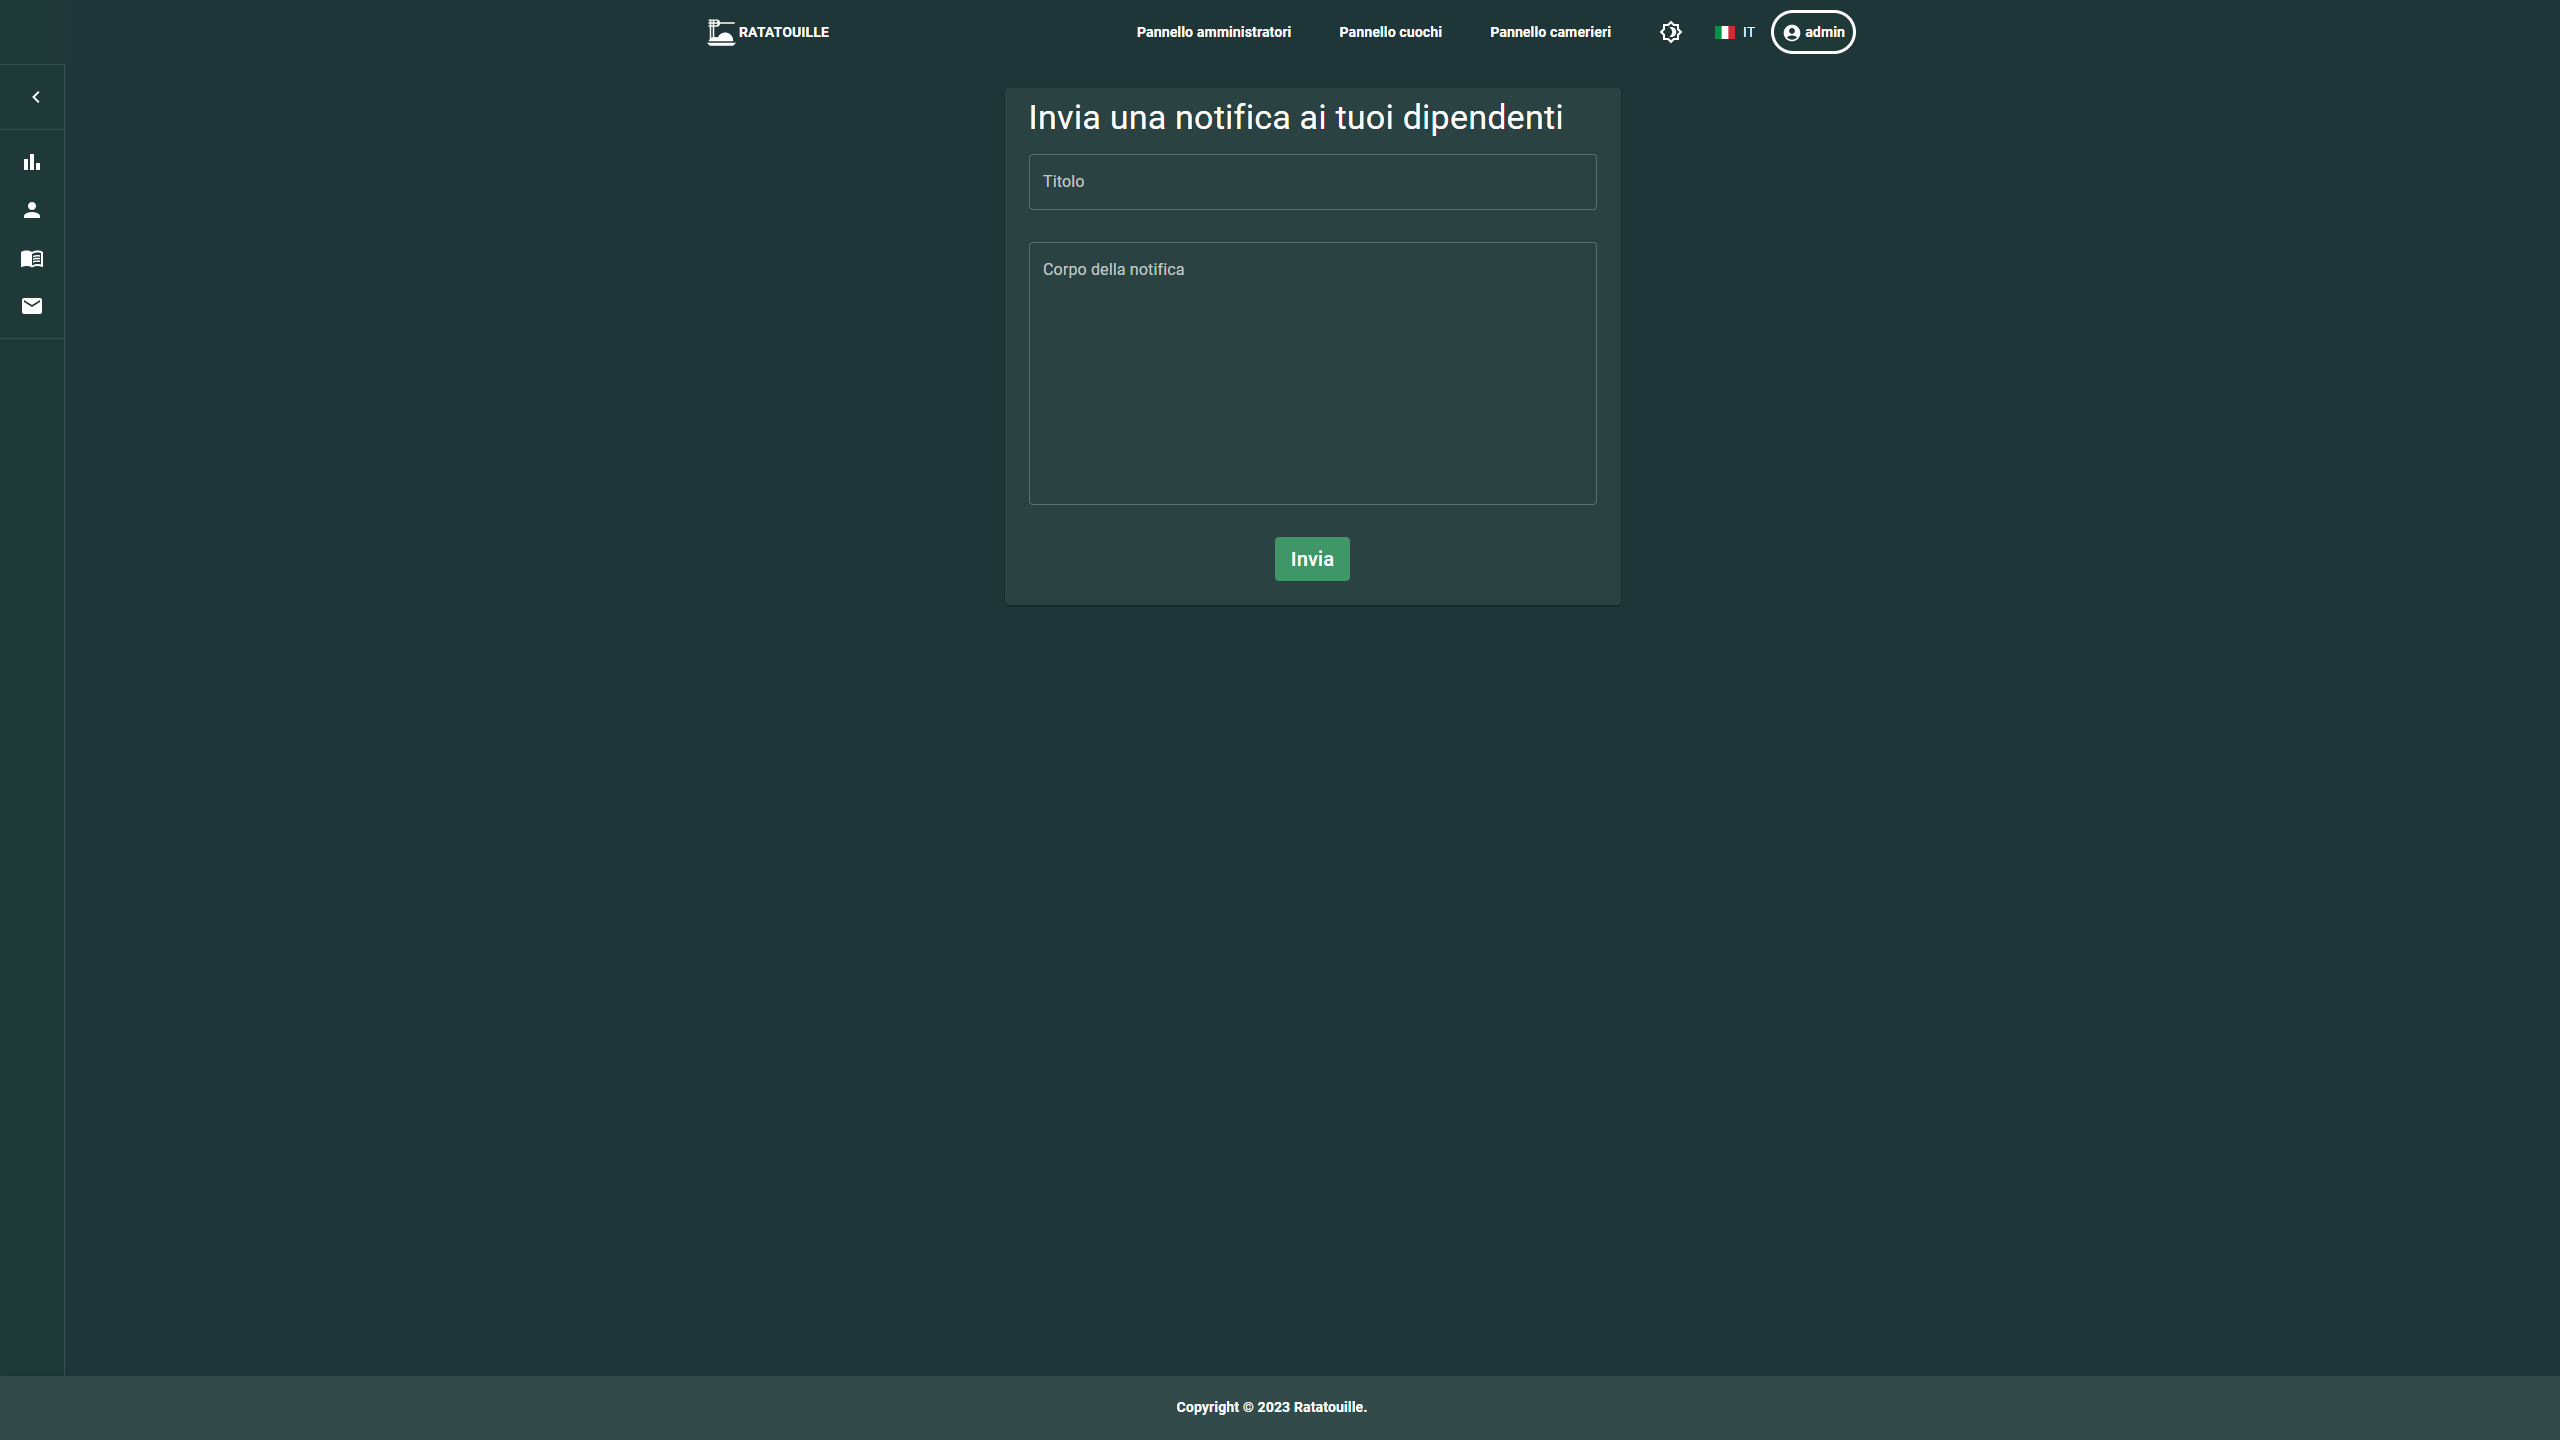 RATATOUILLE
Pannello amministratori
Pannello cuochi
Pannello camerieri
IT
admin
Invia una notifica ai tuoi dipendenti
Titolo
Corpo della notifica
Invia
Copyright © 2023 Ratatouille.